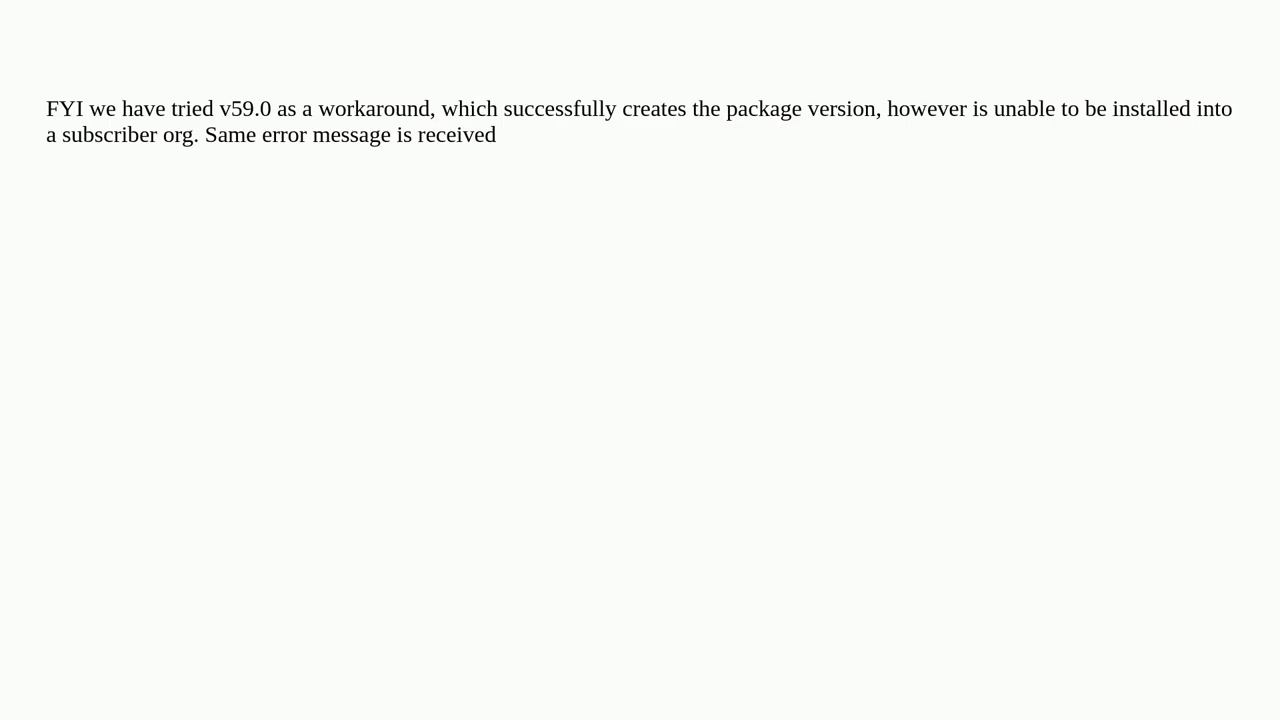 FYI we have tried v59.0 as a workaround, which successfully creates the package version, however is unable to be installed into
a subscriber org. Same error message is received